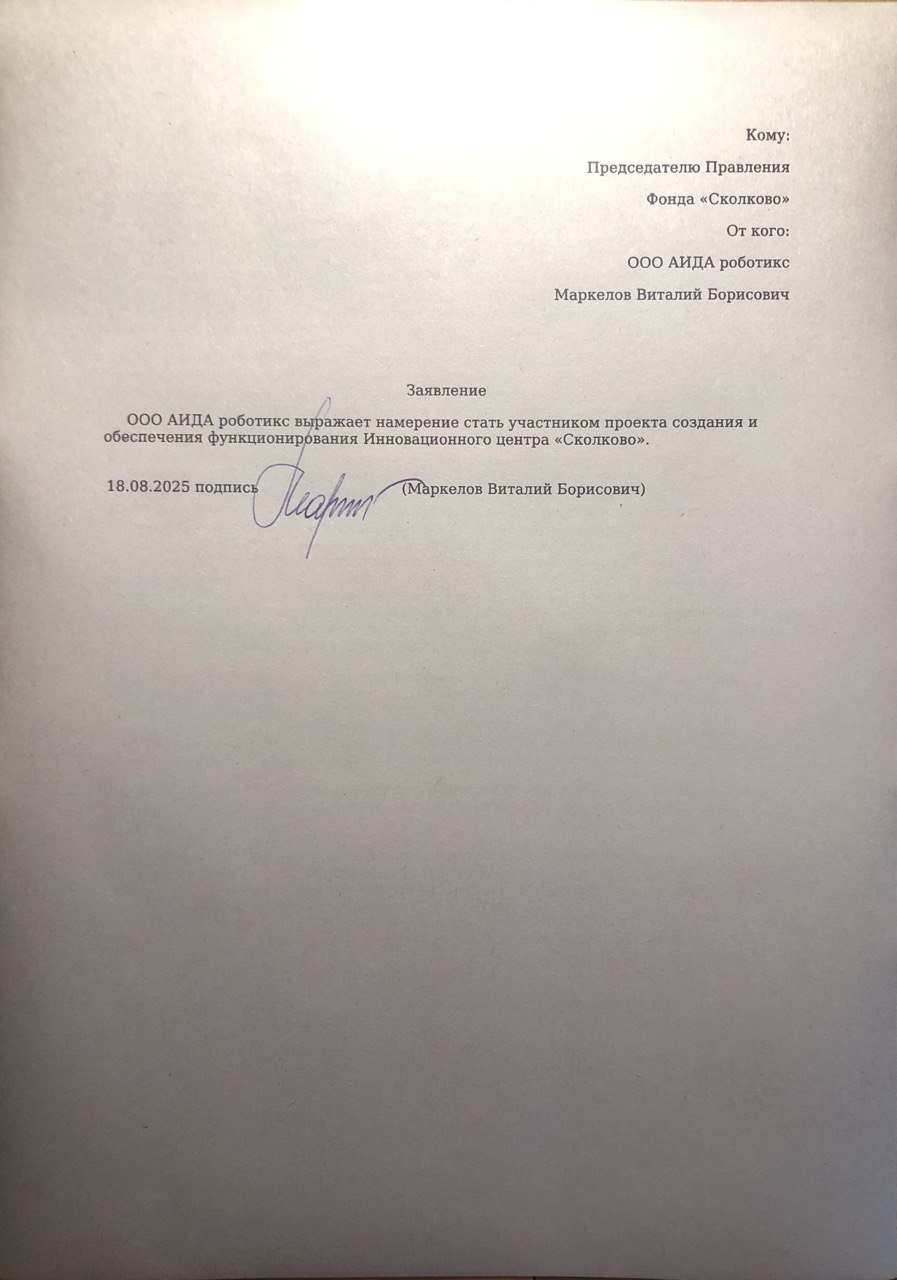 Кому:
Председателю Правления
Фонда «Сколково»
От кого:
ООО АИДА роботикс
Маркелов Виталий Борисович
Заявление
ООО АИДА роботикс выражает намерение стать участником проекта создания и
обеспечения функционирования Инновационного центра «Сколково».
18.08.2025 подпись (Маркелов Виталий Борисович)